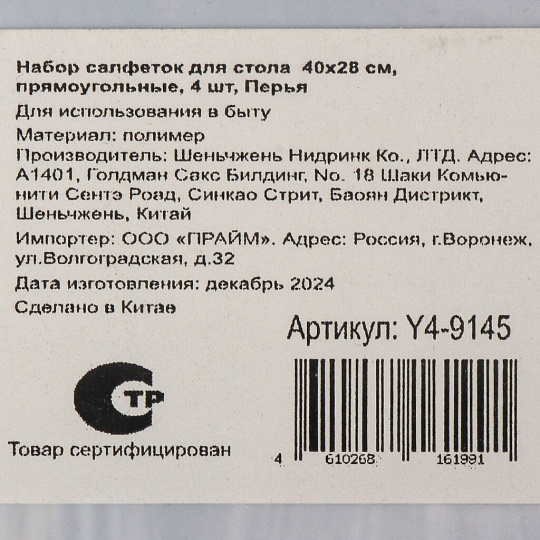 Набор салфеток для стола 40х28 см,
прямоугольные, 4 шт, Перья
Для использования в быту
Материал: полимер
Производитель: Шеньчжень Нидринк Ко., ЛТД. Адрес:
А1401, Голдман Сакс Билдинг, No. 18 Шаки Комью-
нити Сентэ Роад, Синкао Стрит, Баоян Дистрикт,
Шеньчжень, Китай
Импортер: ООО «ПРАЙМ». Адрес: Россия, г.Воронеж,
ул.Волгоградская, д.32
Дата изготовления: декабрь 2024
Сделано в Китае
Артикул: Y4-9145
ТР
Товар сертифицирован
4 610268 161991